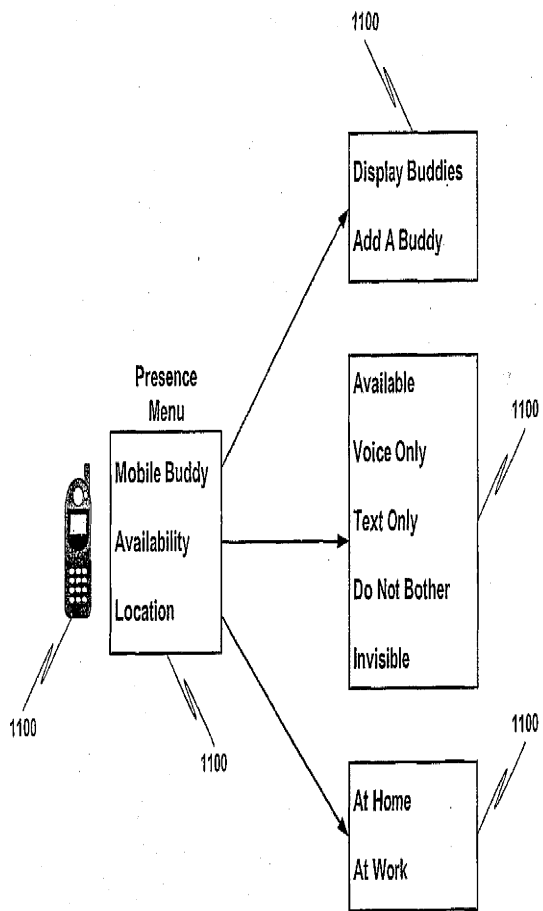 1100
Display Buddies
Add A Buddy
Presence
Menu
Mobile Buddy
Availability
Location
1100
1100
Available
Voice Only
Text Only
Do Not Bother
Invisible
1100
At Home
At Work
1100